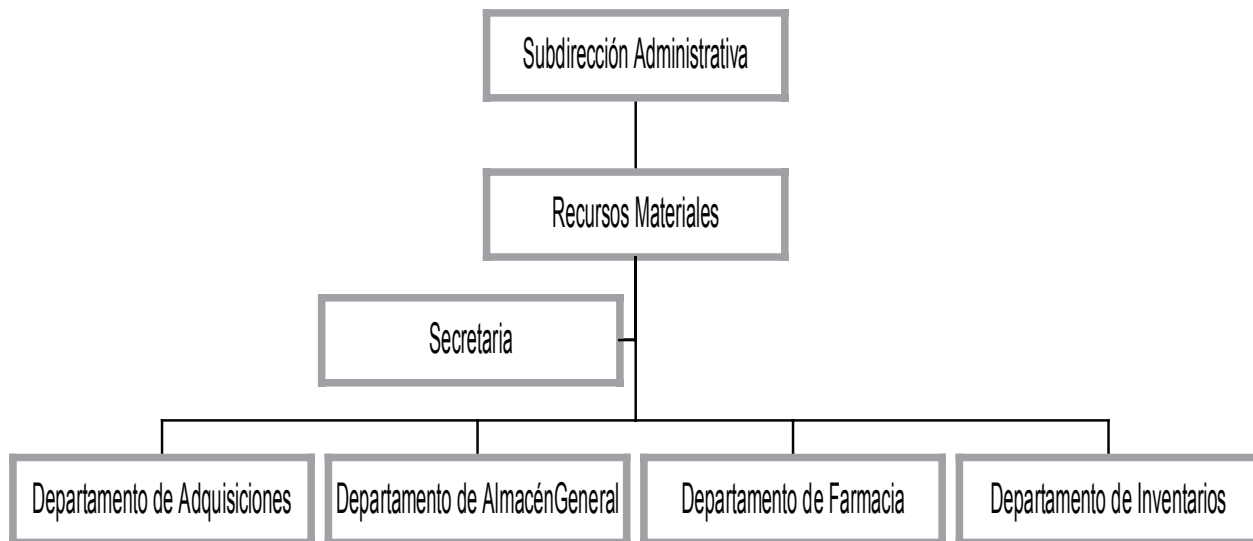 Subdirección Administrativa
Recursos Materiales
Secretaria
Departamento de Adquisiciones
Departamento de AlmacénGeneral
Departamento de Farmacia
Departamento de Inventarios